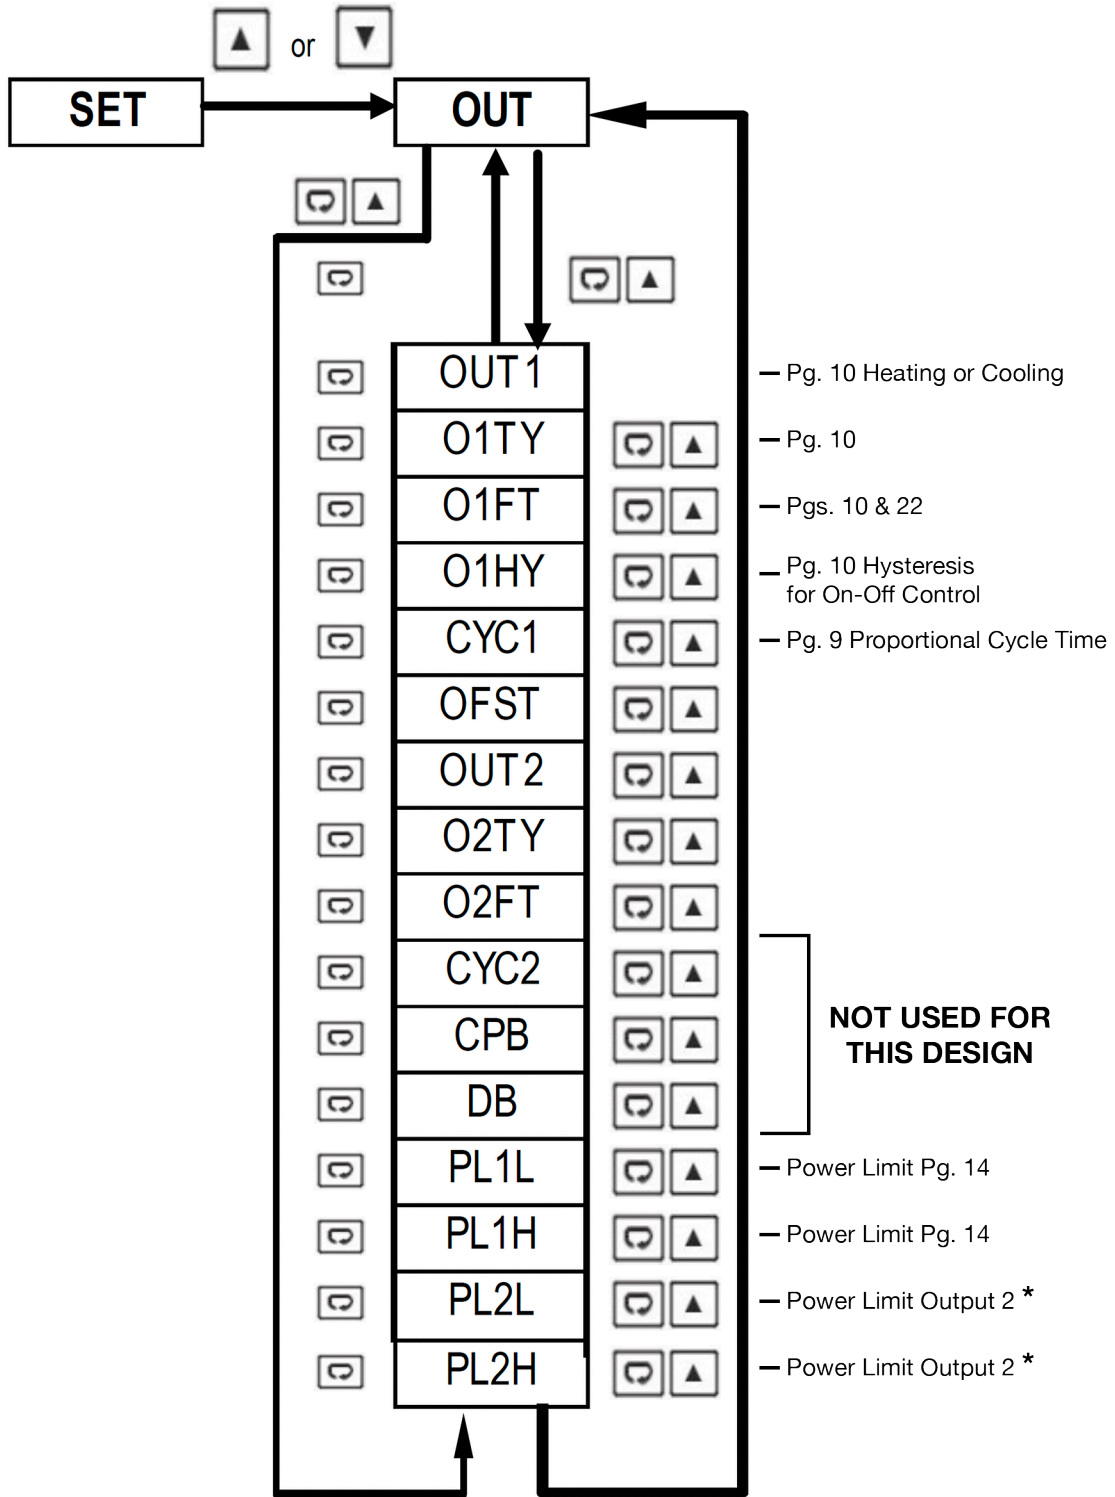 or
SET
OUT
OUT1
Pg. 10 Heating or Cooling
O1TY
Pg. 10
O1FT
Pgs. 10 & 22
O1HY
Pg. 10 Hysteresis
for On-Off Control
CYC1
Pg. 9 Proportional Cycle Time
OFST
OUT2
O2TY
O2FT
CYC2
CPB
DB
NOT USED FOR
THIS DESIGN
PL1L
Power Limit Pg. 14
PL1H
Power Limit Pg. 14
PL2L
Power Limit Output 2 *
PL2H
Power Limit Output 2 *